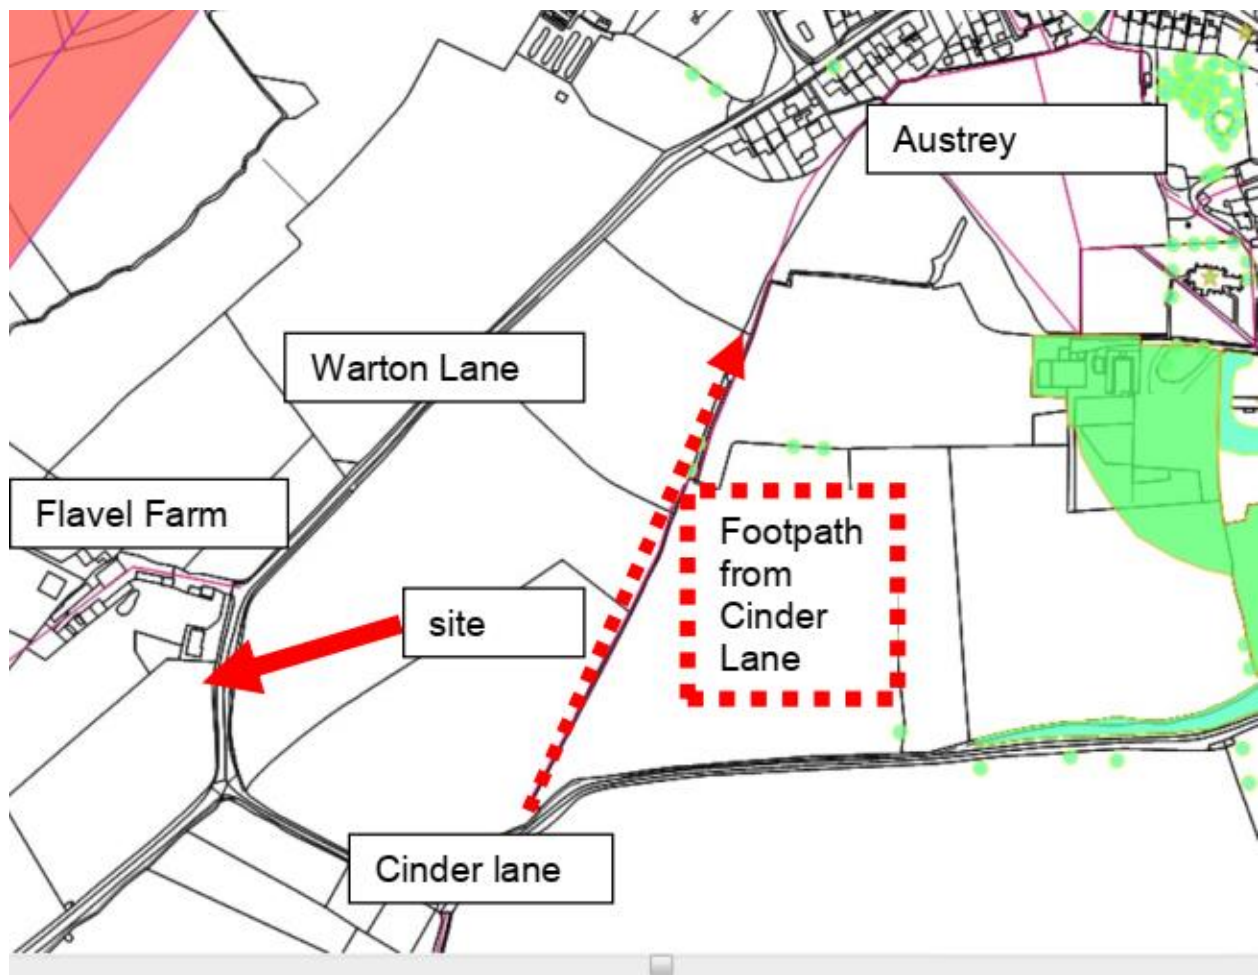 Austrey
Warton Lane
Flavel Farm
Footpath
from
Cinder
Lane
site
Cinder lane